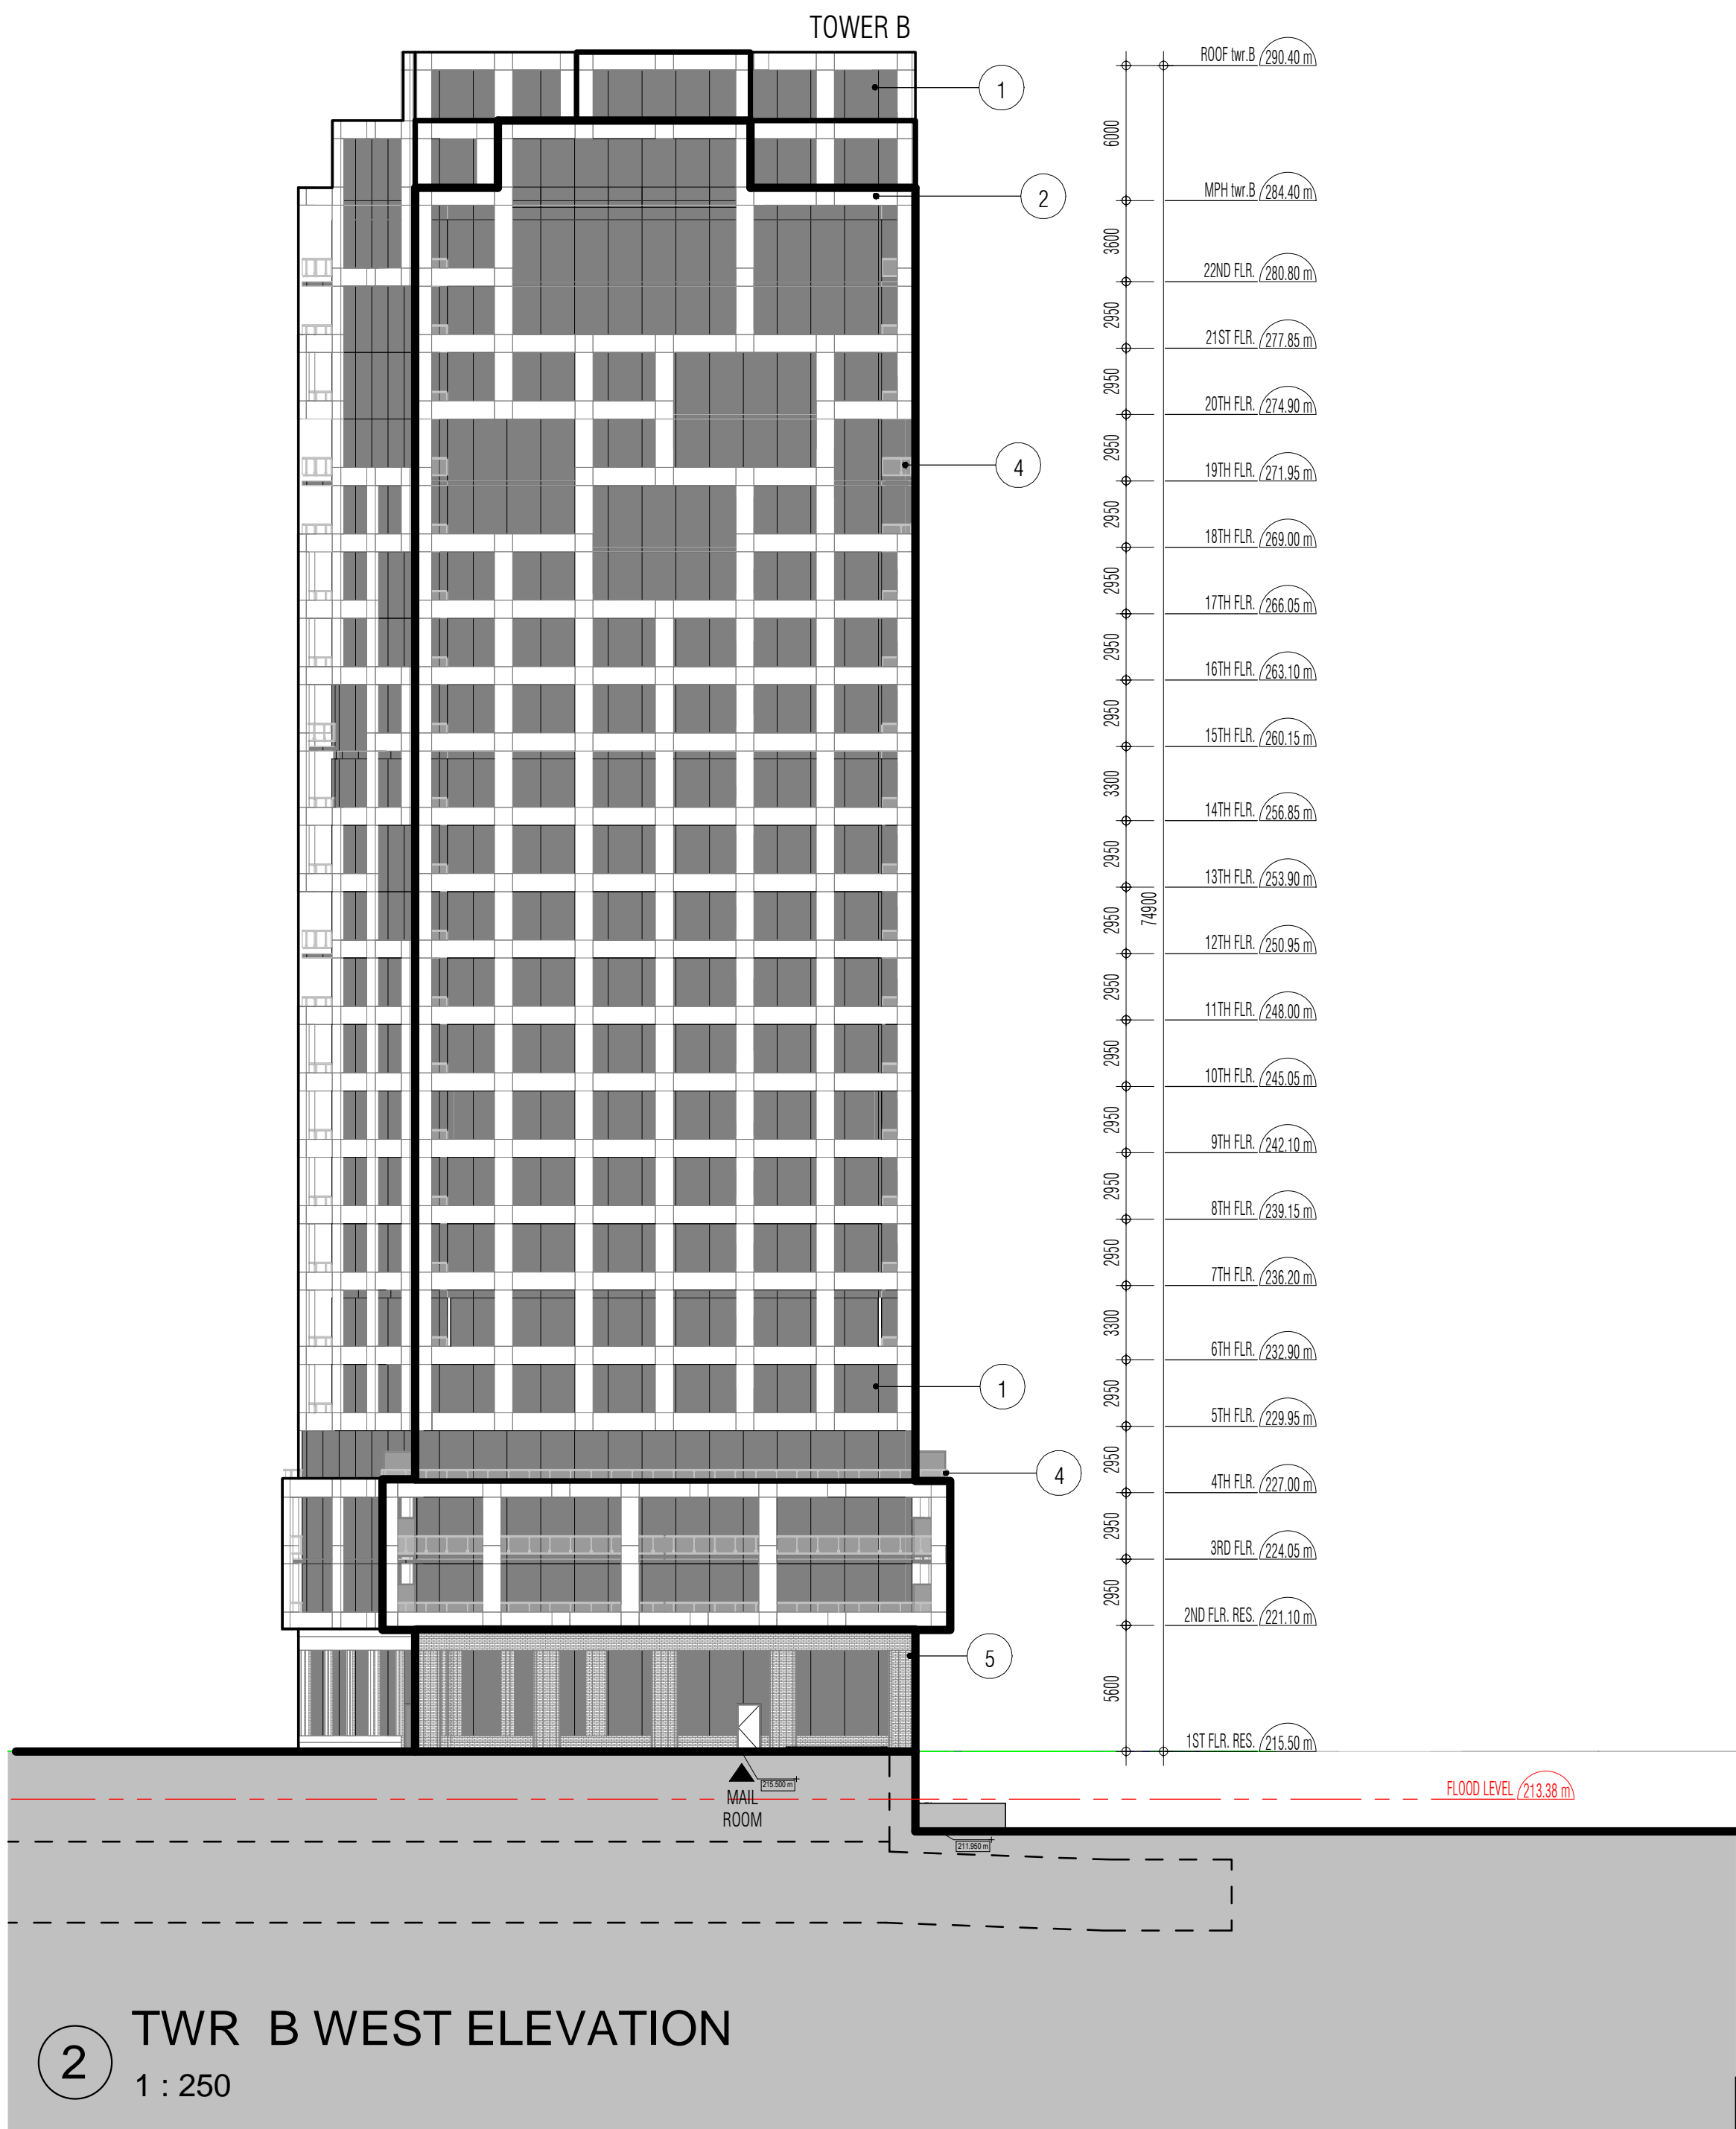 TOWER B
ROOF twr.B 290.40 m
1
6000
MPH twr.B 284.40 m
2
3600
22ND FLR. 280.80 m
2950
21ST FLR. 277.85 m
2950
20TH FLR. 274.90 m
2950
4
19TH FLR. 271.95 m
2950
18TH FLR. 269.00 m
2950
17TH FLR. 266.05 m
2950
16TH FLR. 263.10 m
2950
15TH FLR. 260.15 m
3300
14TH FLR. 256.85 m
2950
13TH FLR. 253.90 m
74900
2950
12TH FLR. 250.95 m
2950
11TH FLR. 248.00 m
2950
10TH FLR. 245.05 m
2950
9TH FLR. 242.10 m
2950
8TH FLR. 239.15 m
2950
7TH FLR. 236.20 m
3300
6TH FLR. 232.90 m
1
2950
5TH FLR. 229.95 m
2950
4
4TH FLR. 227.00 m
2950
3RD FLR. 224.05 m
2950
2ND FLR. RES. 221.10 m
5
5600
1ST FLR. RES. 215.50 m
215.500 m
MAIL
ROOM
FLOOD LEVEL 213.38 m
211.950 m
2
TWR B WEST ELEVATION
1 : 250